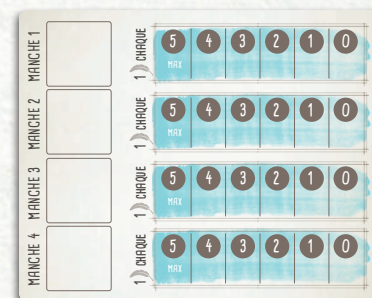 MANCHE 1
1 CHAQUE
5 4 3 2 1 0
MAX
MANCHE 2
1 CHAQUE
5 4 3 2 1 0
MAX
MANCHE 3
1 CHAQUE
5 4 3 2 1 0
MAX
MANCHE 4
1 CHAQUE
5 4 3 2 1 0
MAX